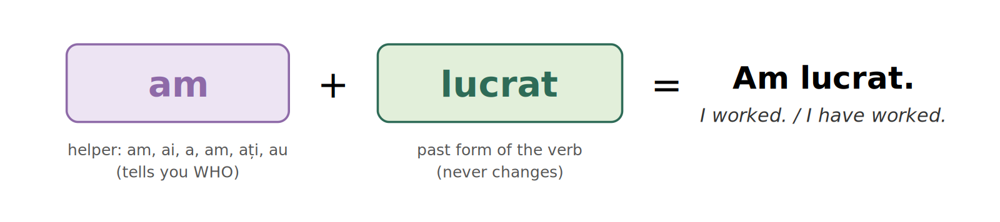 am + lucrat = Am lucrat.
I worked. / I have worked.
helper: am, ai, a, am, ați, au
(tells you WHO)
past form of the verb
(never changes)